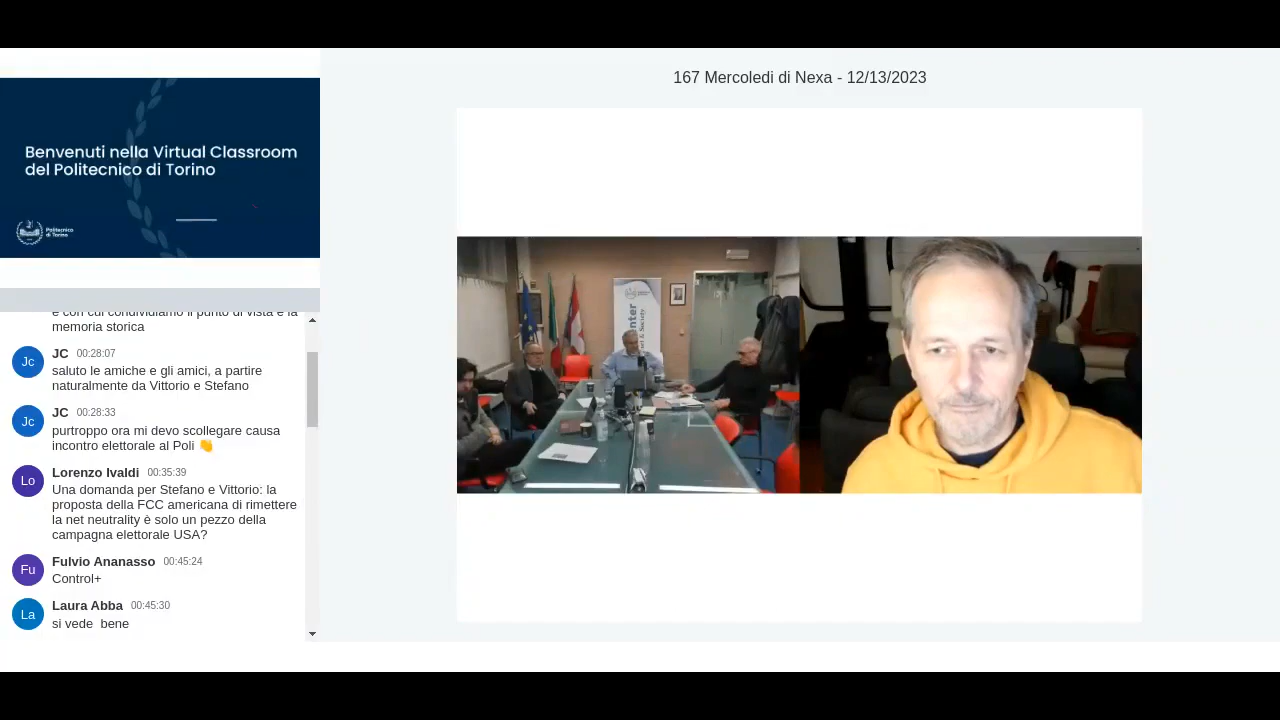 167 Mercoledi di Nexa - 12/13/2023
Benvenuti nella Virtual Classroom
del Politecnico di Torino
Politecnico
di Torino
e con cui condividiamo il punto di vista e la
memoria storica
Jc
JC 00:28:07
saluto le amiche e gli amici, a partire
naturalmente da Vittorio e Stefano
Jc
JC 00:28:33
purtroppo ora mi devo scollegare causa
incontro elettorale al Poli 👋
Lo
Lorenzo Ivaldi 00:35:39
Una domanda per Stefano e Vittorio: la
proposta della FCC americana di rimettere
la net neutrality è solo un pezzo della
campagna elettorale USA?
Fu
Fulvio Ananasso 00:45:24
Control+
La
Laura Abba 00:45:30
si vede  bene
enter
et & Society